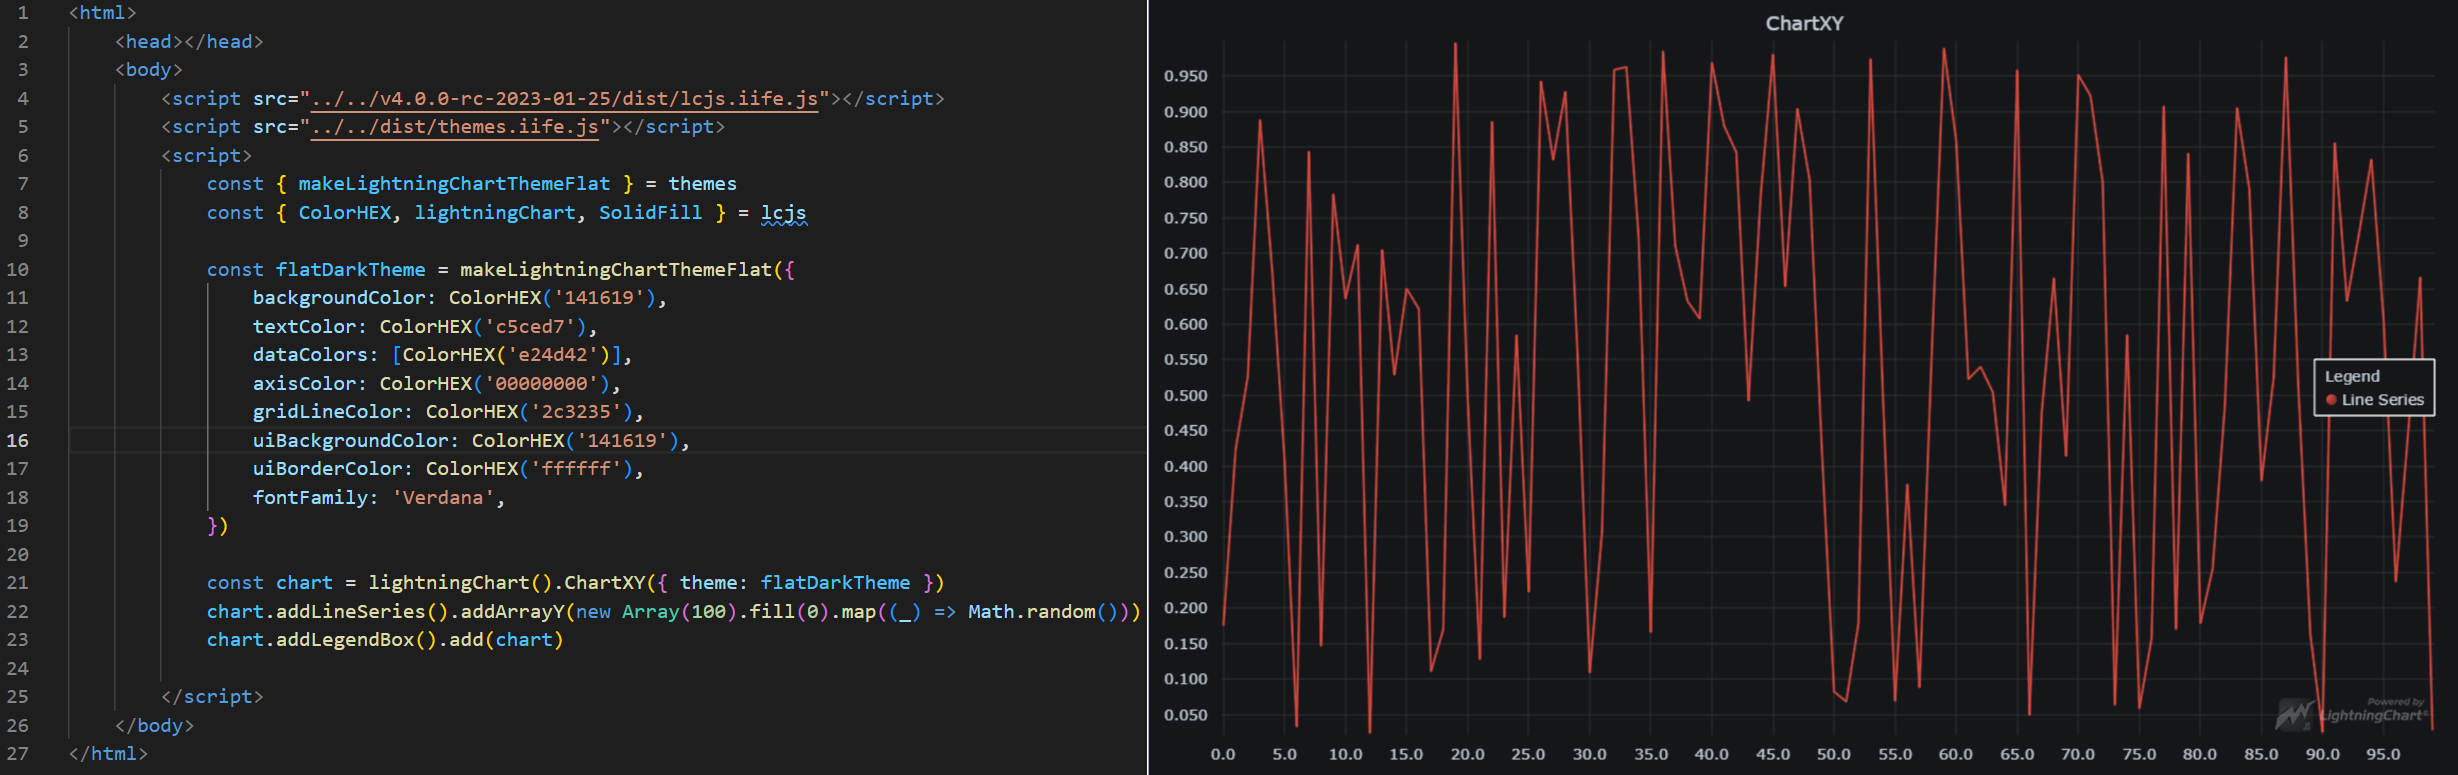 1 <html>
2 <head></head>
3 <body>
4 <script src="../../v4.0.0-rc-2023-01-25/dist/lcjs.iife.js"></script>
5 <script src="../../dist/themes.iife.js"></script>
6 <script>
7 const { makeLightningChartThemeFlat } = themes
8 const { ColorHEX, lightningChart, SolidFill } = lcjs
9
10 const flatDarkTheme = makeLightningChartThemeFlat({
11 backgroundColor: ColorHEX('141619'),
12 textColor: ColorHEX('c5ced7'),
13 dataColors: [ColorHEX('e24d42')],
14 axisColor: ColorHEX('00000000'),
15 gridLineColor: ColorHEX('2c3235'),
16 uiBackgroundColor: ColorHEX('141619'),
17 uiBorderColor: ColorHEX('ffffff'),
18 fontFamily: 'Verdana',
19 })
20
21 const chart = lightningChart().ChartXY({ theme: flatDarkTheme })
22 chart.addLineSeries().addArrayY(new Array(100).fill(0).map((_) => Math.random()))
23 chart.addLegendBox().add(chart)
24
25 </script>
26 </body>
27 </html>
ChartXY
0.950
0.900
0.850
0.800
0.750
0.700
0.650
0.600
0.550
0.500
0.450
0.400
0.350
0.300
0.250
0.200
0.150
0.100
0.050
Legend
Line Series
Powered by
LightningChart®
JS
0.0 5.0 10.0 15.0 20.0 25.0 30.0 35.0 40.0 45.0 50.0 55.0 60.0 65.0 70.0 75.0 80.0 85.0 90.0 95.0